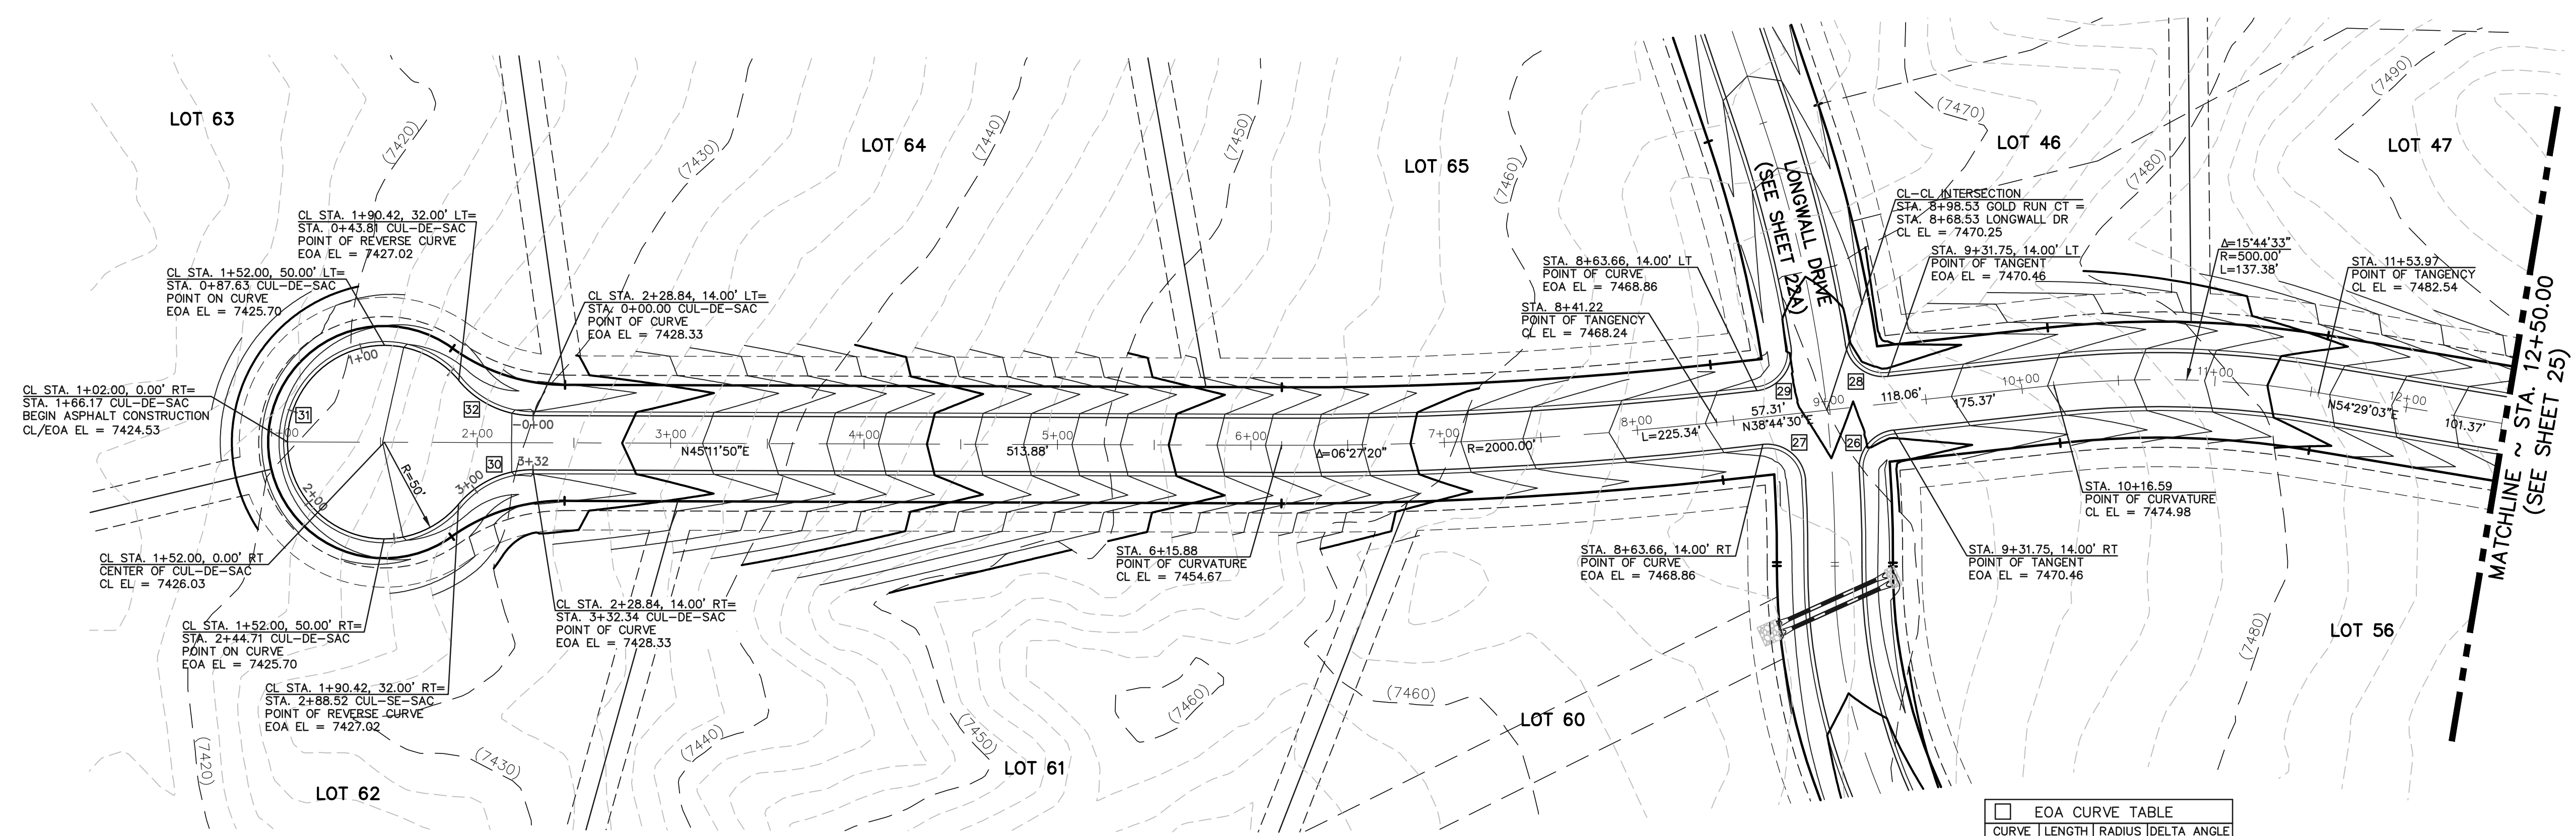 LOT 63
LOT 64
LOT 65
LOT 46
LOT 47
(7420)
(7430)
(7440)
(7450)
(7460)
(7470)
(7480)
(7490)
LONGWALL DRIVE
(SEE SHEET 22A)
CL STA. 1+90.42, 32.00' LT=
STA. 0+43.81 CUL-DE-SAC
POINT OF REVERSE CURVE
EOA EL = 7427.02
CL STA. 1+52.00, 50.00' LT=
STA. 0+87.63 CUL-DE-SAC
POINT ON CURVE
EOA EL = 7425.70
CL STA. 2+28.84, 14.00' LT=
STA. 0+00.00 CUL-DE-SAC
POINT OF CURVE
EOA EL = 7428.33
STA. 8+63.66, 14.00' LT
POINT OF CURVE
EOA EL = 7468.86
STA. 8+41.22
POINT OF TANGENCY
CL EL = 7468.24
CL-CL INTERSECTION
STA. 8+98.53 GOLD RUN CT =
STA. 8+68.53 LONGWALL DR
CL EL = 7470.25
STA. 9+31.75, 14.00' LT
POINT OF TANGENT
EOA EL = 7470.46
Δ=15°44'33"
R=500.00'
L=137.38'
STA. 11+53.97
POINT OF TANGENCY
CL EL = 7482.54
MATCHLINE ~ STA. 12+50.00
(SEE SHEET 25)
CL STA. 1+02.00, 0.00' RT=
STA. 1+66.17 CUL-DE-SAC
BEGIN ASPHALT CONSTRUCTION
CL/EOA EL = 7424.53
1+00
31
32
29
28
1+00
2+00
-0+00
3+00
4+00
5+00
6+00
7+00
8+00
9+00
10+00
11+00
12+00
30
3+32
3+00
2+00
R=50'
N45°11'50"E
513.88'
Δ=06°27'20"
R=2000.00'
L=225.34'
57.31'
N38°44'30"E
118.06'
175.37'
N54°29'03"E
101.37'
27
26
CL STA. 1+52.00, 0.00' RT
CENTER OF CUL-DE-SAC
CL EL = 7426.03
CL STA. 1+52.00, 50.00' RT=
STA. 2+44.71 CUL-DE-SAC
POINT ON CURVE
EOA EL = 7425.70
CL STA. 1+90.42, 32.00' RT=
STA. 2+88.52 CUL-SE-SAC
POINT OF REVERSE CURVE
EOA EL = 7427.02
CL STA. 2+28.84, 14.00' RT=
STA. 3+32.34 CUL-DE-SAC
POINT OF CURVE
EOA EL = 7428.33
STA. 6+15.88
POINT OF CURVATURE
CL EL = 7454.67
STA. 8+63.66, 14.00' RT
POINT OF CURVE
EOA EL = 7468.86
STA. 9+31.75, 14.00' RT
POINT OF TANGENT
EOA EL = 7470.46
STA. 10+16.59
POINT OF CURVATURE
CL EL = 7474.98
(7420)
(7430)
(7440)
(7450)
(7460)
(7460)
(7480)
LOT 62
LOT 61
LOT 60
LOT 56
EOA CURVE TABLE
CURVE LENGTH RADIUS DELTA ANGLE